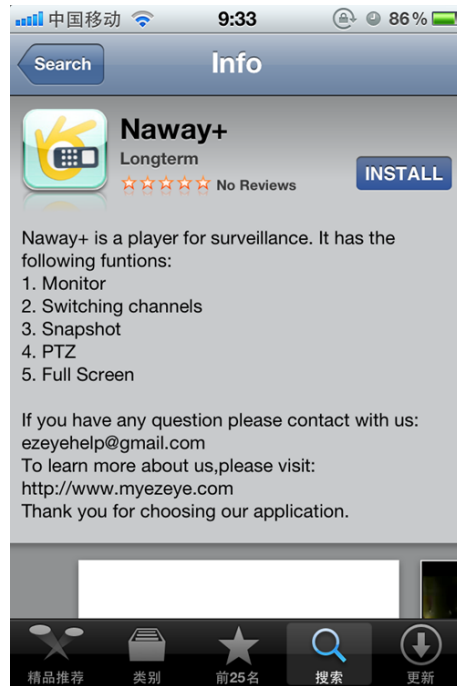 中国移动 9:33 86%
Search Info
Naway+
Longterm
No Reviews
INSTALL
Naway+ is a player for surveillance. It has the
following funtions:
1. Monitor
2. Switching channels
3. Snapshot
4. PTZ
5. Full Screen
If you have any question please contact with us:
ezeyehelp@gmail.com
To learn more about us,please visit:
http://www.myezeye.com
Thank you for choosing our application.
精品推荐 类别 前25名 搜索 更新